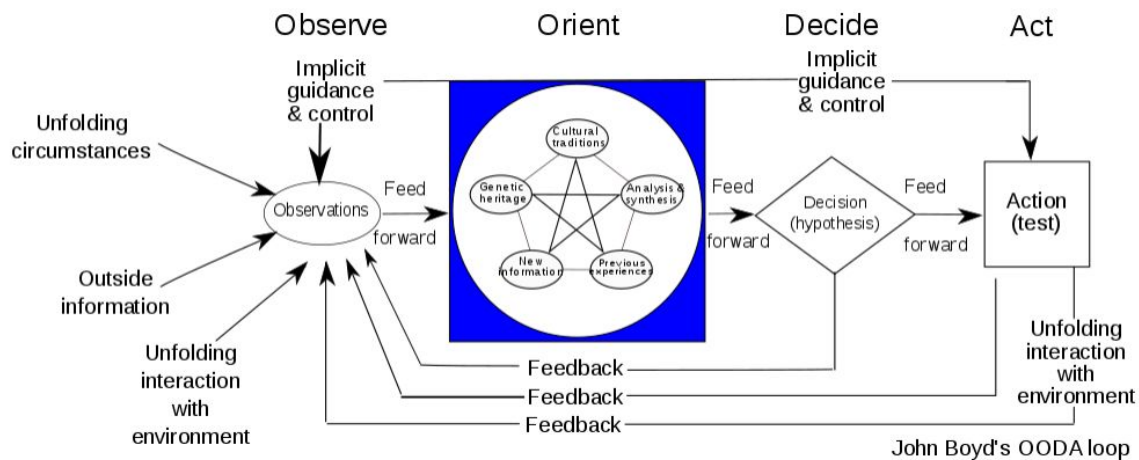 Observe
Orient
Decide
Act
Implicit
guidance
& control
Implicit
guidance
& control
Unfolding
circumstances
Observations
Feed
forward
Cultural
traditions
Genetic
heritage
Analysis &
synthesis
New
information
Previous
experiences
Feed
forward
Decision
(hypothesis)
Feed
forward
Action
(test)
Outside
information
Unfolding
interaction
with
environment
Feedback
Feedback
Feedback
Unfolding
interaction
with
environment
John Boyd's OODA loop